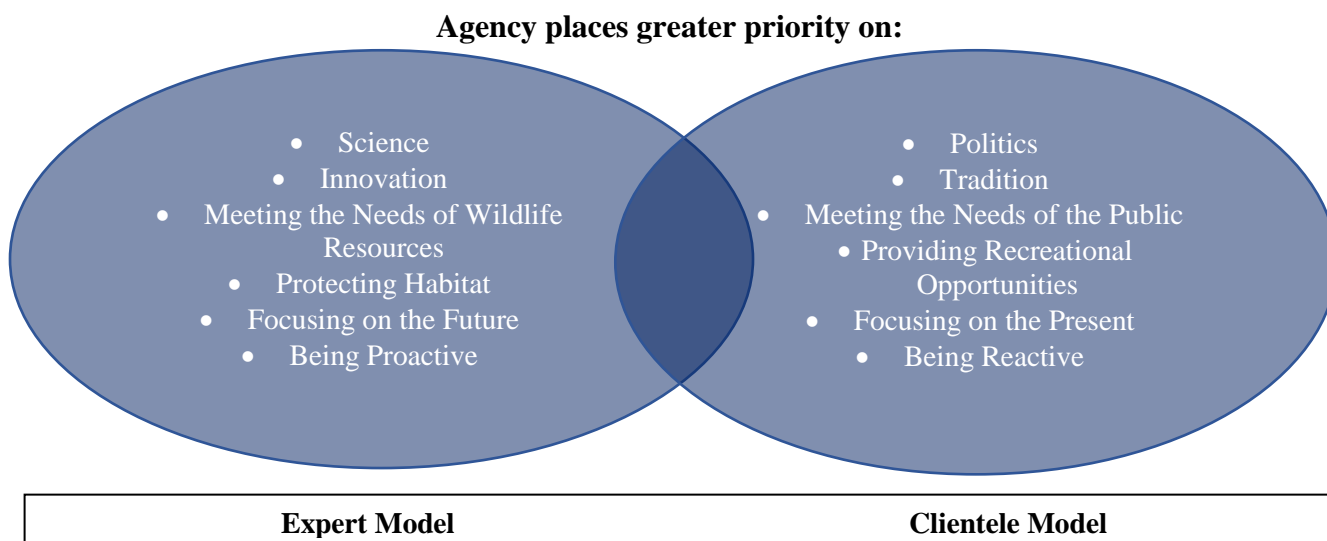 Agency places greater priority on:
• Science
• Innovation
• Meeting the Needs of Wildlife
Resources
• Protecting Habitat
• Focusing on the Future
• Being Proactive
• Politics
• Tradition
• Meeting the Needs of the Public
• Providing Recreational
Opportunities
• Focusing on the Present
• Being Reactive
Expert Model
Clientele Model